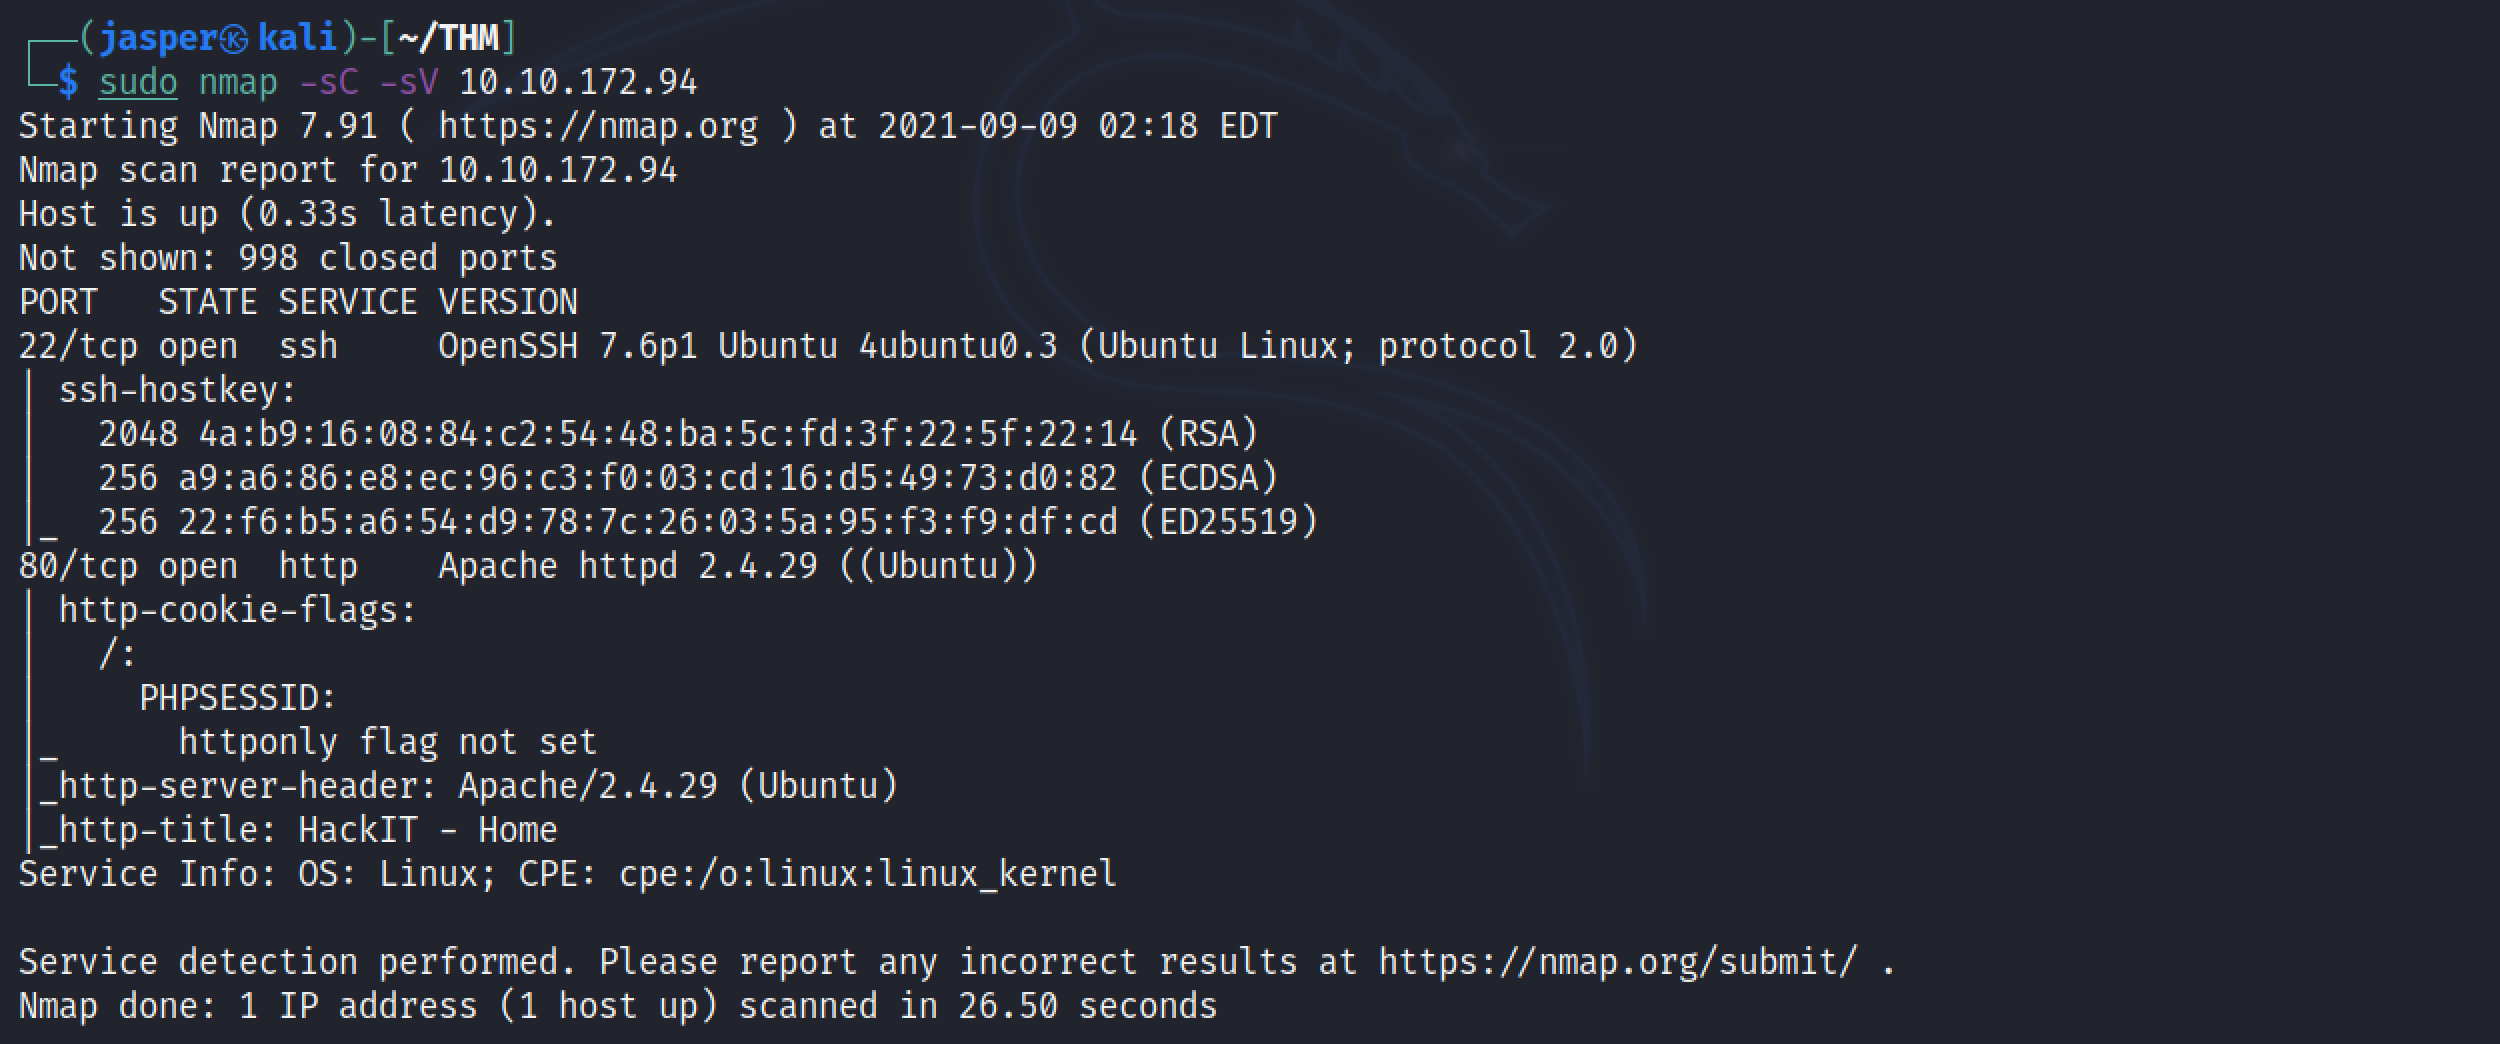 ┌──(jasper㉿kali)-[~/THM]
└─$ sudo nmap -sC -sV 10.10.172.94
Starting Nmap 7.91 ( https://nmap.org ) at 2021-09-09 02:18 EDT
Nmap scan report for 10.10.172.94
Host is up (0.33s latency).
Not shown: 998 closed ports
PORT   STATE SERVICE VERSION
22/tcp open  ssh     OpenSSH 7.6p1 Ubuntu 4ubuntu0.3 (Ubuntu Linux; protocol 2.0)
| ssh-hostkey:
|   2048 4a:b9:16:08:84:c2:54:48:ba:5c:fd:3f:22:5f:22:14 (RSA)
|   256 a9:a6:86:e8:ec:96:c3:f0:03:cd:16:d5:49:73:d0:82 (ECDSA)
|_  256 22:f6:b5:a6:54:d9:78:7c:26:03:5a:95:f3:f9:df:cd (ED25519)
80/tcp open  http    Apache httpd 2.4.29 ((Ubuntu))
| http-cookie-flags:
|   /:
|     PHPSESSID:
|_      httponly flag not set
|_http-server-header: Apache/2.4.29 (Ubuntu)
|_http-title: HackIT - Home
Service Info: OS: Linux; CPE: cpe:/o:linux:linux_kernel

Service detection performed. Please report any incorrect results at https://nmap.org/submit/ .
Nmap done: 1 IP address (1 host up) scanned in 26.50 seconds